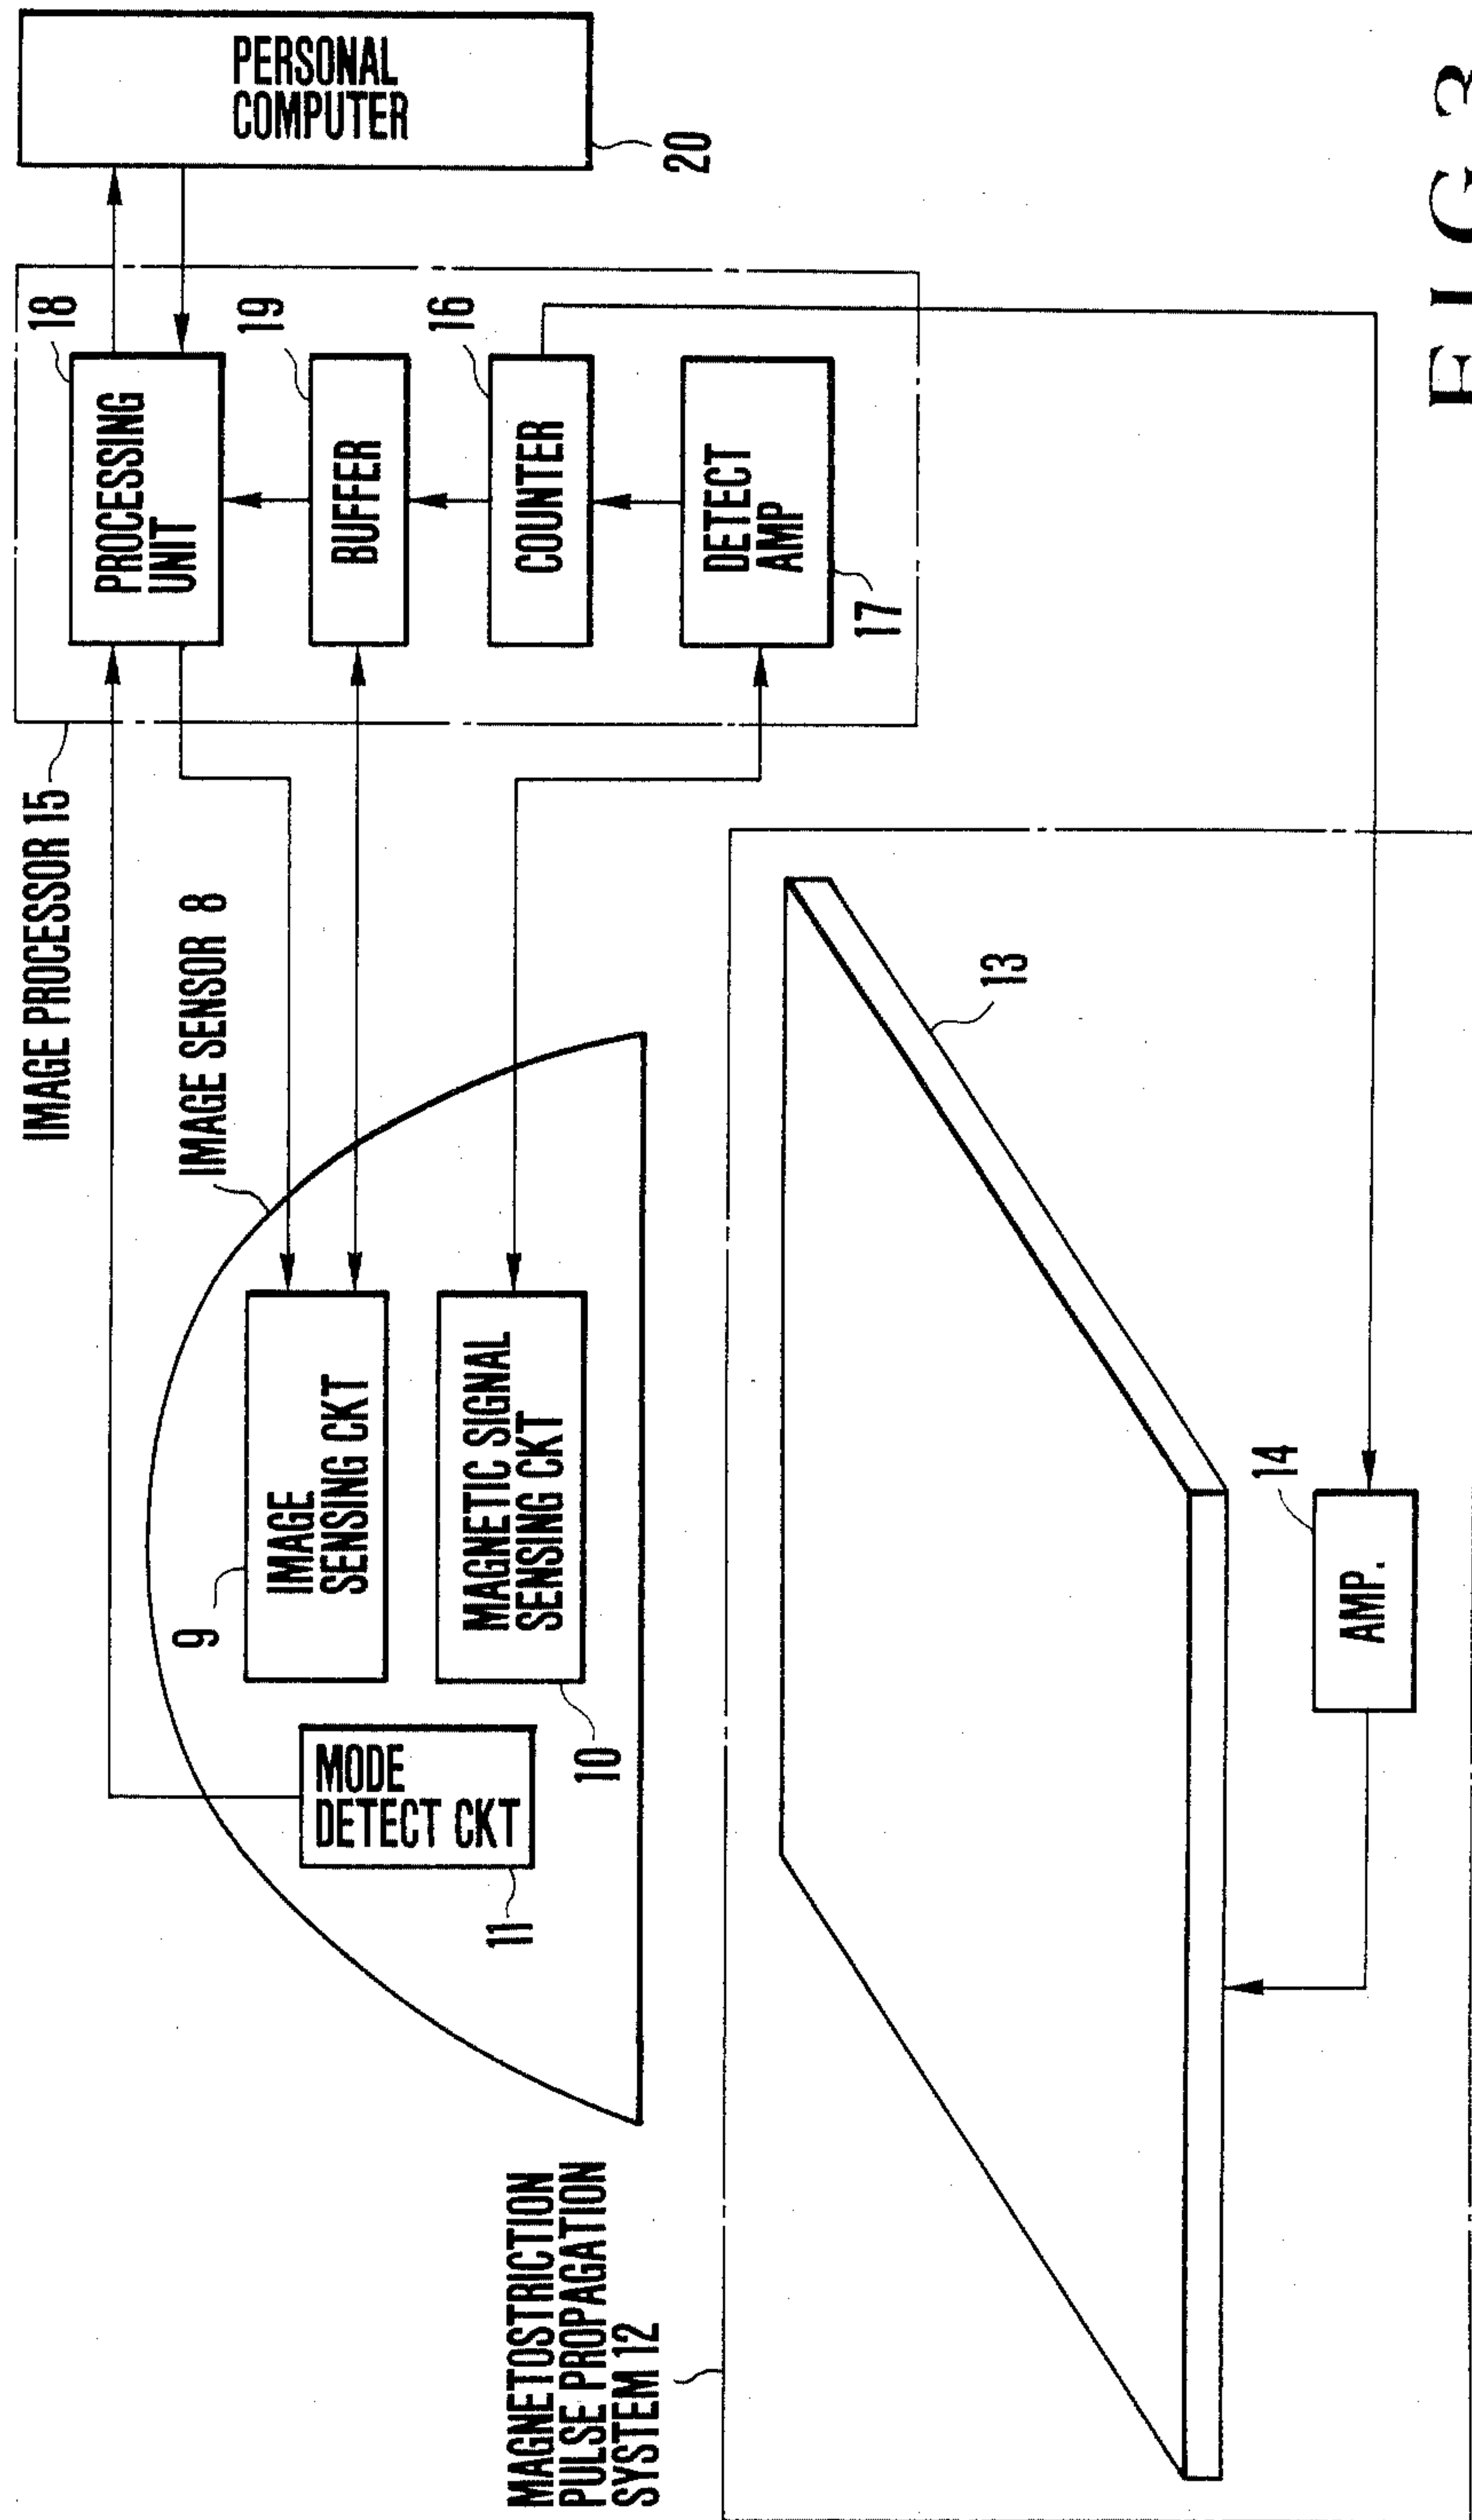 IMAGE PROCESSOR 15
18
PROCESSING
UNIT
PERSONAL
COMPUTER
20
19
BUFFER
16
COUNTER
DETECT
AMP
17
IMAGE SENSOR 8
9
IMAGE
SENSING CKT
MAGNETIC SIGNAL
SENSING CKT
10
MODE
DETECT CKT
11
MAGNETOSTRICTION
PULSE PROPAGATION
SYSTEM 12
13
14
AMP.
FIG.3